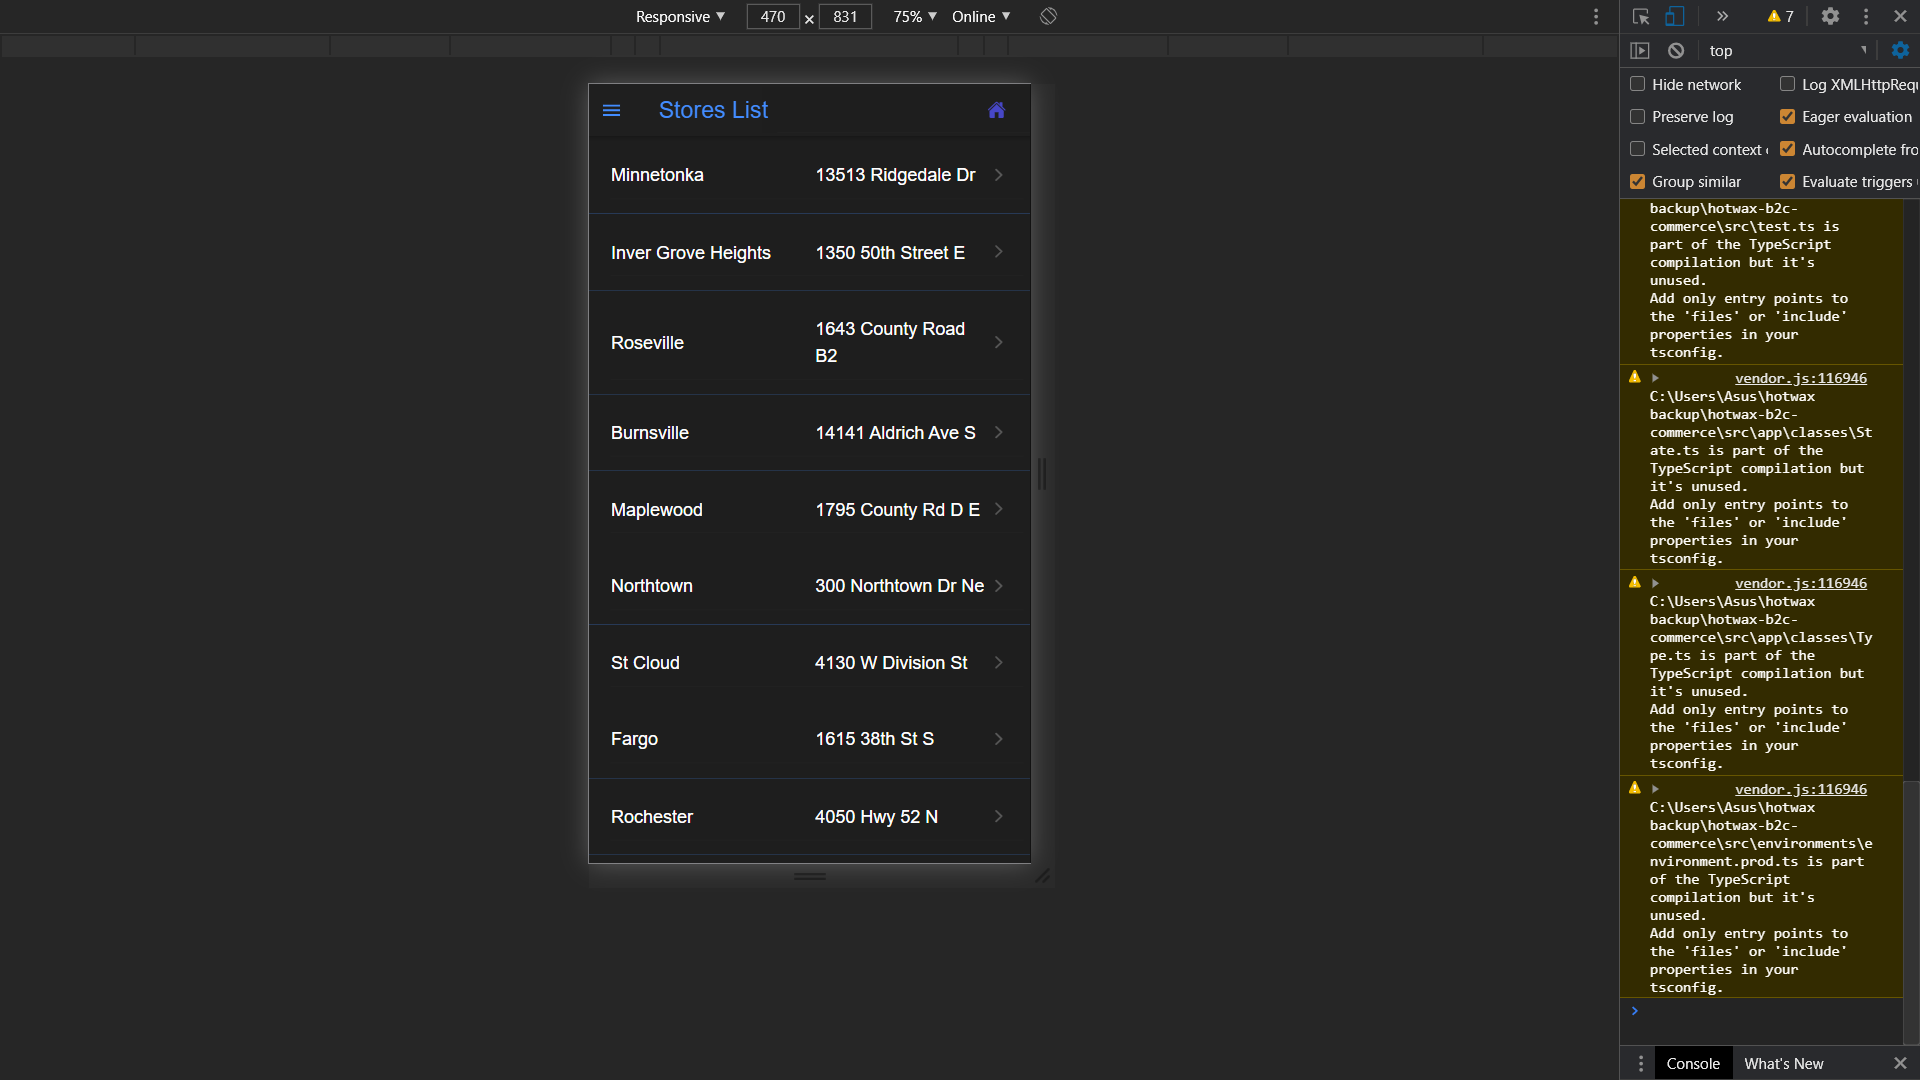 Responsive ▼ 470 × 831 75% ▼ Online ▼
7
top
Hide network
Log XMLHttpRequ
Preserve log
Eager evaluation
Selected context
Autocomplete fro
Group similar
Evaluate triggers
Stores List
Minnetonka 13513 Ridgedale Dr
Inver Grove Heights 1350 50th Street E
Roseville 1643 County Road
B2
Burnsville 14141 Aldrich Ave S
Maplewood 1795 County Rd D E
Northtown 300 Northtown Dr Ne
St Cloud 4130 W Division St
Fargo 1615 38th St S
Rochester 4050 Hwy 52 N
backup\hotwax-b2c-
commerce\src\test.ts is
part of the TypeScript
compilation but it's
unused.
Add only entry points to
the 'files' or 'include'
properties in your
tsconfig.
vendor.js:116946
C:\Users\Asus\hotwax
backup\hotwax-b2c-
commerce\src\app\classes\St
ate.ts is part of the
TypeScript compilation but
it's unused.
Add only entry points to
the 'files' or 'include'
properties in your
tsconfig.
vendor.js:116946
C:\Users\Asus\hotwax
backup\hotwax-b2c-
commerce\src\app\classes\Ty
pe.ts is part of the
TypeScript compilation but
it's unused.
Add only entry points to
the 'files' or 'include'
properties in your
tsconfig.
vendor.js:116946
C:\Users\Asus\hotwax
backup\hotwax-b2c-
commerce\src\environments\e
nvironment.prod.ts is part
of the TypeScript
compilation but it's
unused.
Add only entry points to
the 'files' or 'include'
properties in your
tsconfig.
Console What's New